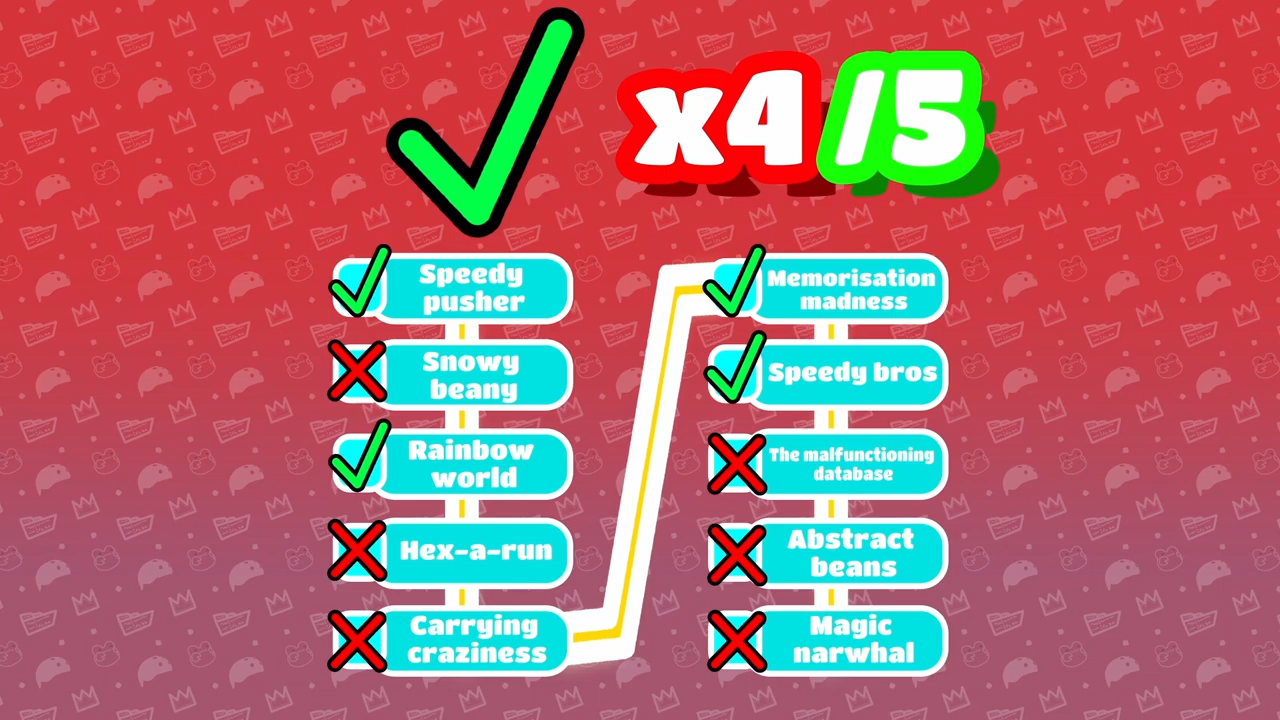 x4/5
Speedy
pusher
Snowy
beany
Rainbow
world
Hex-a-run
Carrying
craziness
Memorisation
madness
Speedy bros
The malfunctioning
database
Abstract
beans
Magic
narwhal